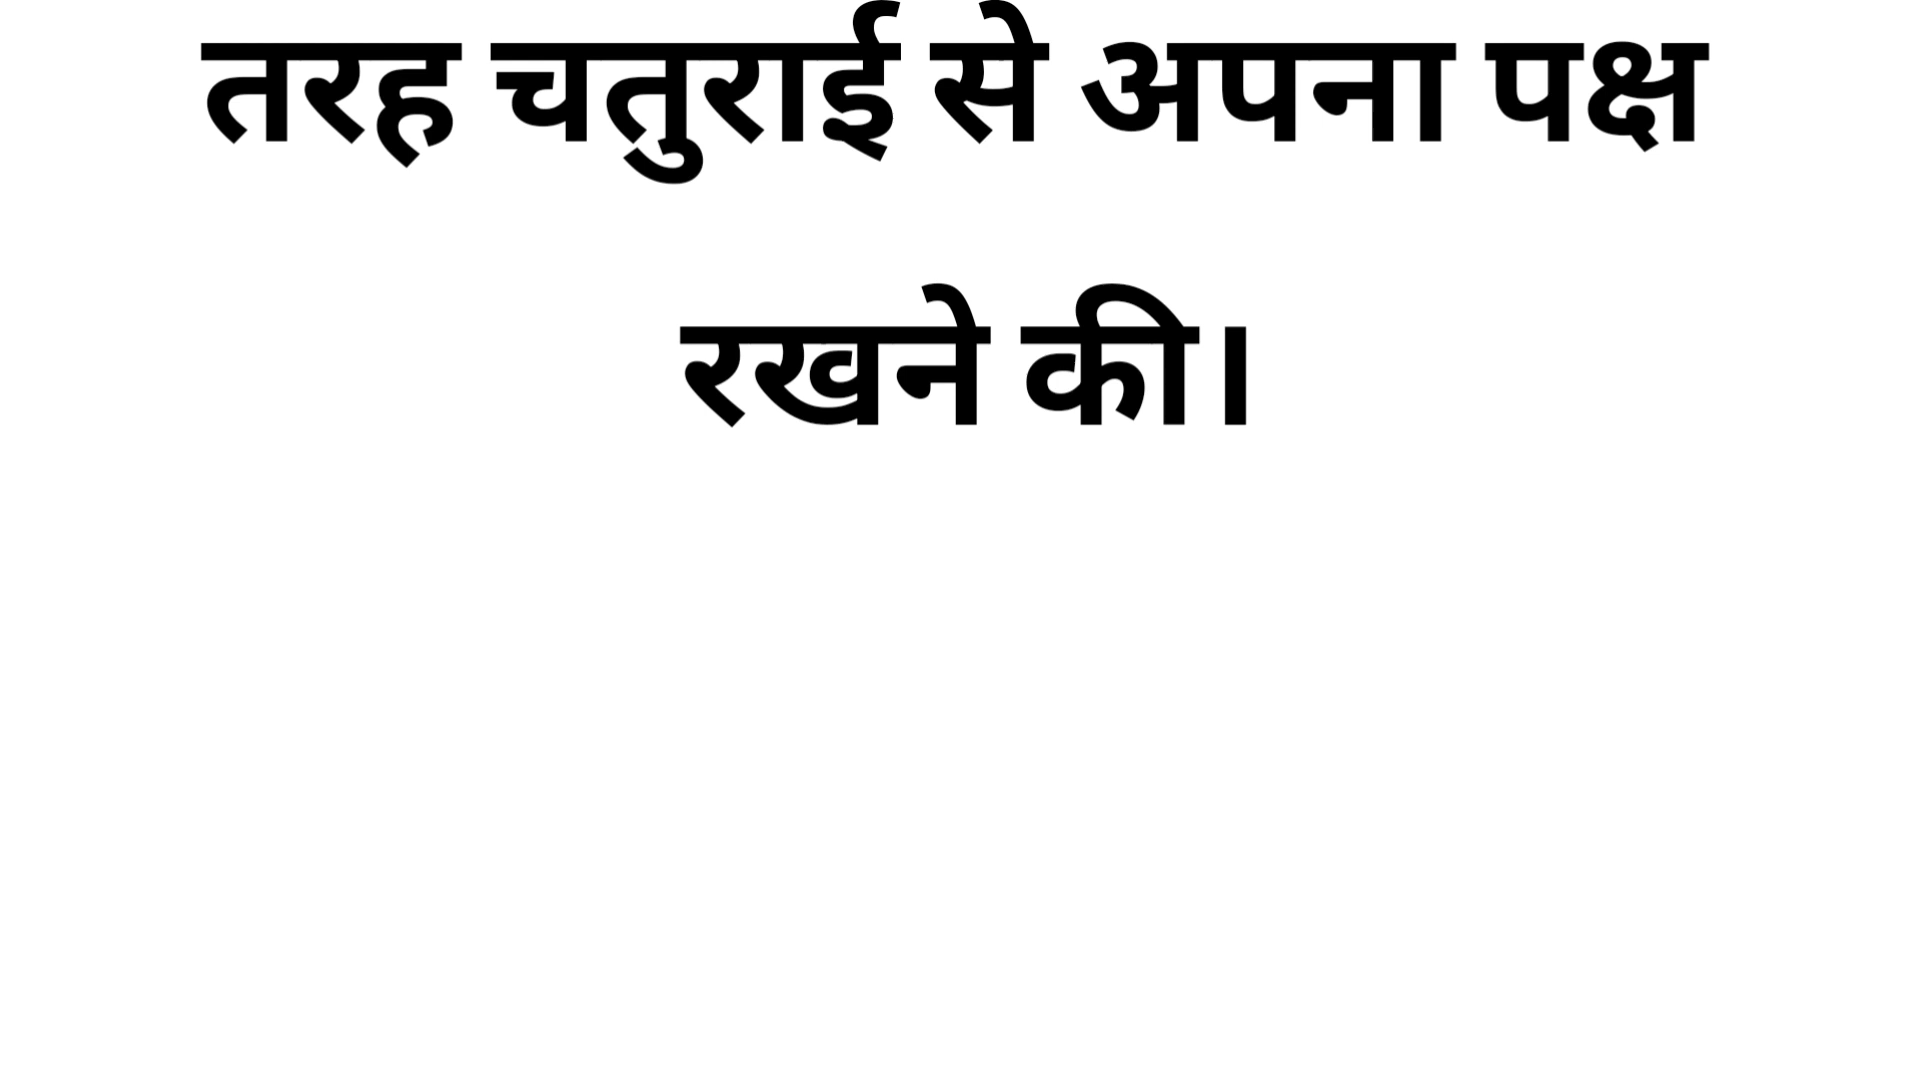 तरह चतुराई से अपना पक्ष
रखने की।